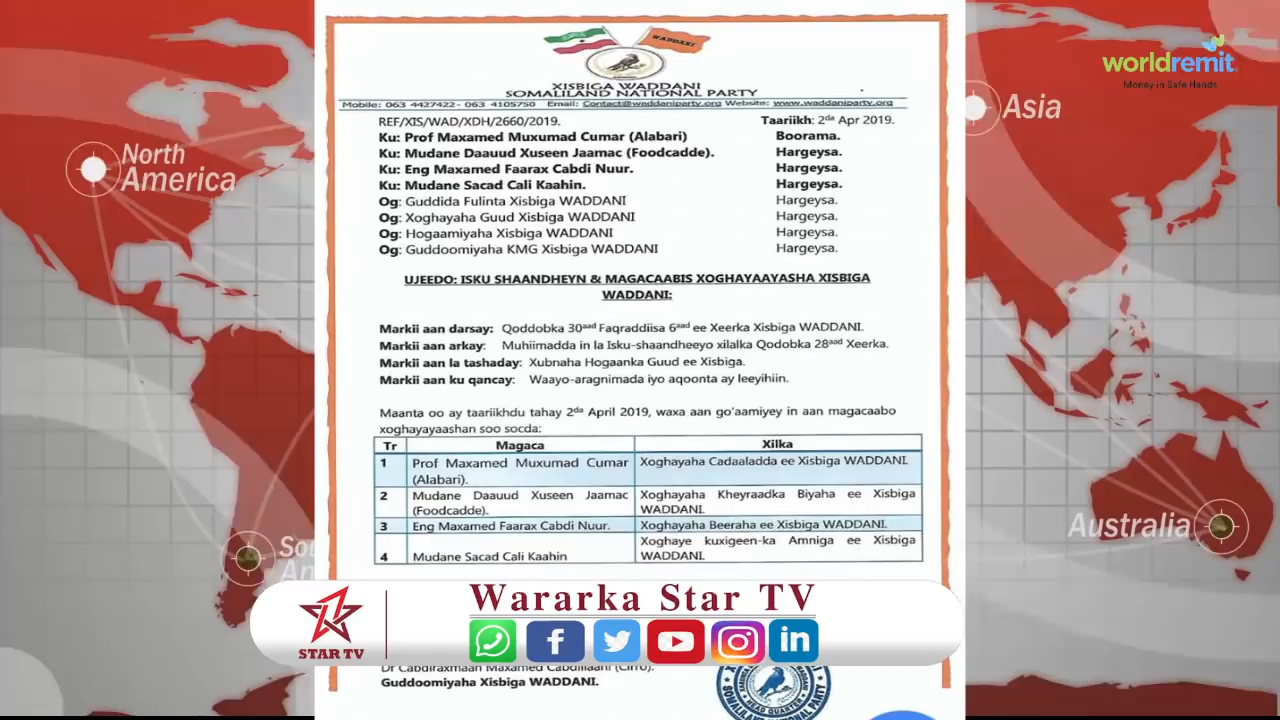 WADDANI
XISBIGA WADDANI
SOMALILAND NATIONAL PARTY
Mobile: 063 4427422- 063 4105750 Email: Contact@waddaniparty.org Website: www.waddaniparty.org
REF/XIS/WAD/XDH/2660/2019. Taariikh: 2da Apr 2019.
Ku: Prof Maxamed Muxumad Cumar (Alabari) Boorama.
Ku: Mudane Daauud Xuseen Jaamac (Foodcadde). Hargeysa.
Ku: Eng Maxamed Faarax Cabdi Nuur. Hargeysa.
Ku: Mudane Sacad Cali Kaahin. Hargeysa.
Og: Guddida Fulinta Xisbiga WADDANI Hargeysa.
Og: Xoghayaha Guud Xisbiga WADDANI Hargeysa.
Og: Hogaamiyaha Xisbiga WADDANI Hargeysa.
Og: Guddoomiyaha KMG Xisbiga WADDANI Hargeysa.
UJEEDO: ISKU SHAANDHEYN & MAGACAABIS XOGHAYAAYASHA XISBIGA
WADDANI:
Markii aan darsay: Qoddobka 30aad Faqraddiisa 6aad ee Xeerka Xisbiga WADDANI.
Markii aan arkay: Muhiimadda in la Isku-shaandheeyo xilalka Qodobka 28aad Xeerka.
Markii aan la tashaday: Xubnaha Hogaanka Guud ee Xisbiga.
Markii aan ku qancay: Waayo-aragnimada iyo aqoonta ay leeyihiin.
Maanta oo ay taariikhdu tahay 2da April 2019, waxa aan go'aamiyey in aan magacaabo
xoghayayaashan soo socda:
Tr Magaca Xilka
1 Prof Maxamed Muxumad Cumar Xoghayaha Cadaaladda ee Xisbiga WADDANI.
(Alabari).
2 Mudane Daauud Xuseen Jaamac Xoghayaha Kheyraadka Biyaha ee Xisbiga
(Foodcadde). WADDANI.
3 Eng Maxamed Faarax Cabdi Nuur. Xoghayaha Beeraha ee Xisbiga WADDANI.
Xoghaye kuxigeen-ka Amniga ee Xisbiga
4 Mudane Sacad Cali Kaahin WADDANI.
Guddoomiyaha Xisbiga WADDANI.
SOMALILAND NATIONAL PARTY
HEAD QUARTER
worldremit
Money in Safe Hands
North
America
Asia
Australia
STAR TV
Wararka Star TV